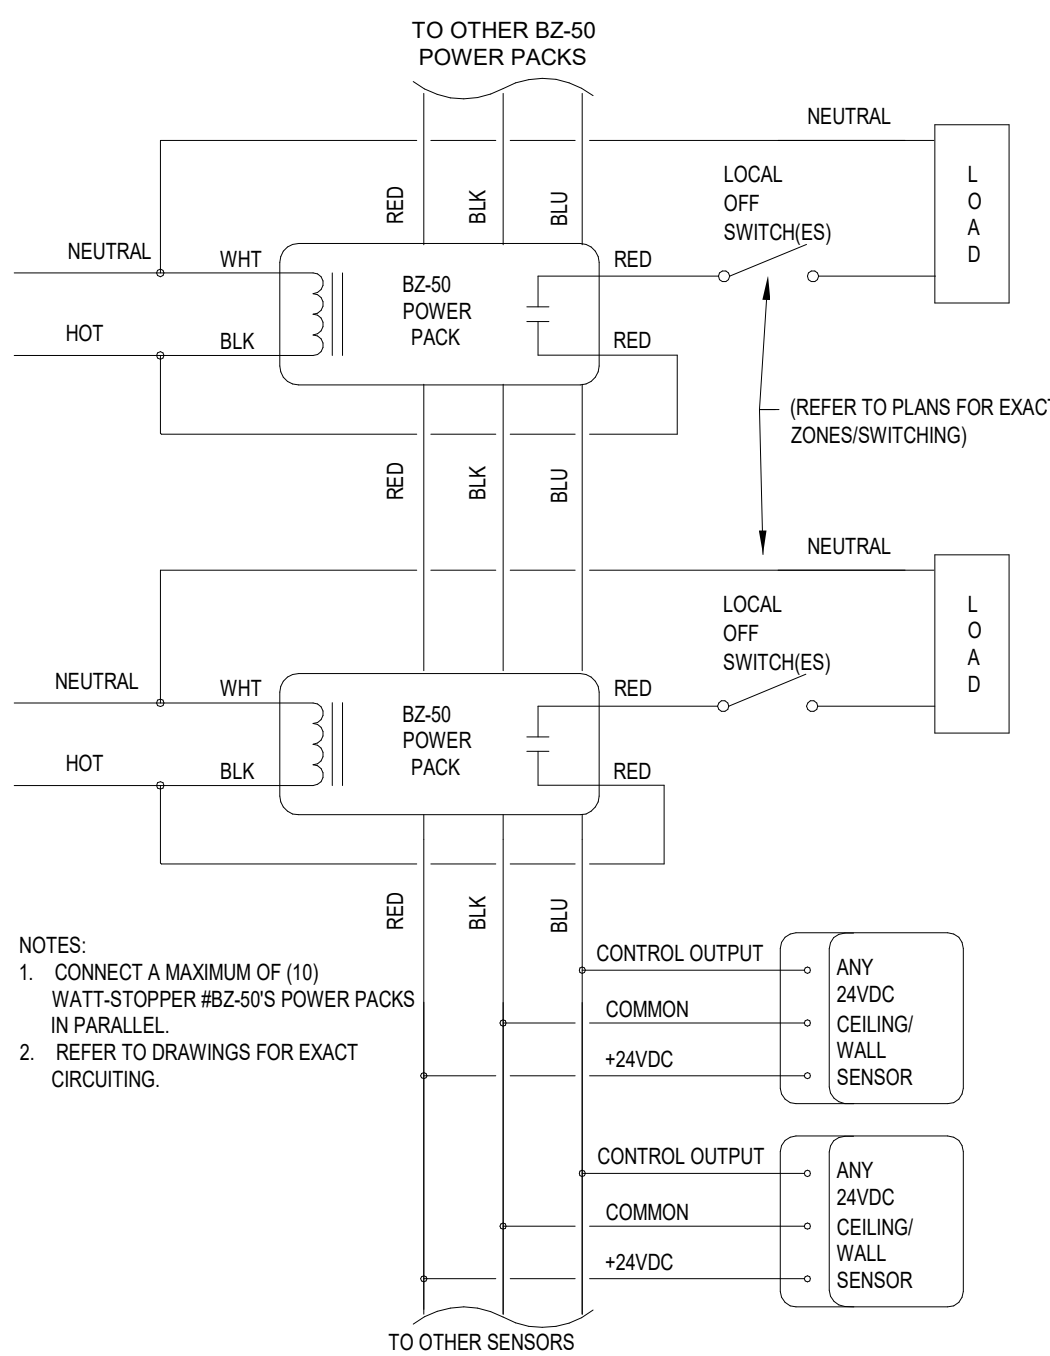 TO OTHER BZ-50
POWER PACKS
NEUTRAL
RED
BLK
BLU
LOCAL
OFF
SWITCH(ES)
L
O
A
D
NEUTRAL
WHT
BZ-50
POWER
PACK
RED
HOT
BLK
RED
(REFER TO PLANS FOR EXACT
ZONES/SWITCHING)
RED
BLK
BLU
NEUTRAL
LOCAL
OFF
SWITCH(ES)
L
O
A
D
NEUTRAL
WHT
BZ-50
POWER
PACK
RED
HOT
BLK
RED
RED
BLK
BLU
NOTES:
1. CONNECT A MAXIMUM OF (10)
WATT-STOPPER #BZ-50'S POWER PACKS
IN PARALLEL.
2. REFER TO DRAWINGS FOR EXACT
CIRCUITING.
CONTROL OUTPUT
COMMON
+24VDC
ANY
24VDC
CEILING/
WALL
SENSOR
CONTROL OUTPUT
COMMON
+24VDC
ANY
24VDC
CEILING/
WALL
SENSOR
TO OTHER SENSORS